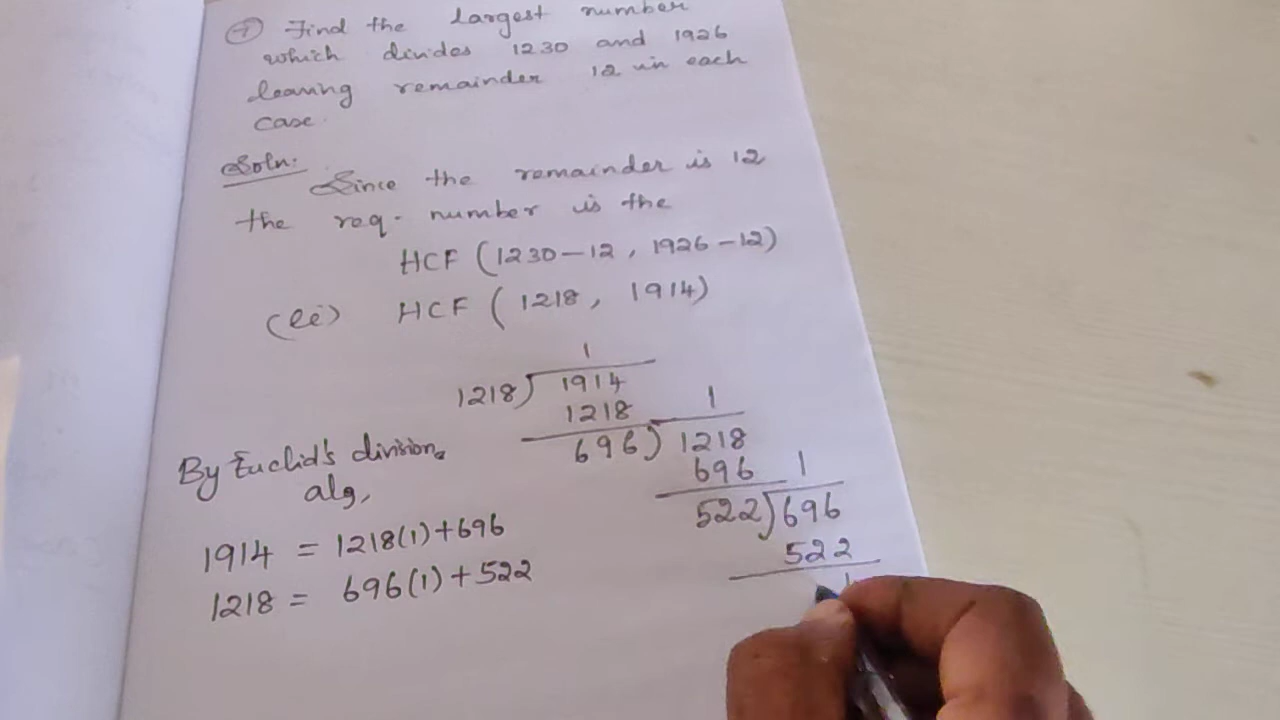 7 Find the largest number
which divides 1230 and 1926
leaving remainder 12 in each
case.
Soln:
Since the remainder is 12
the req. number is the
HCF (1230-12, 1926-12)
(ie) HCF (1218, 1914)
1
1218) 1914
1218 1
696) 1218
696 1
522) 696
522
By Euclid's division
alg,
1914 = 1218(1)+696
1218 = 696(1)+522